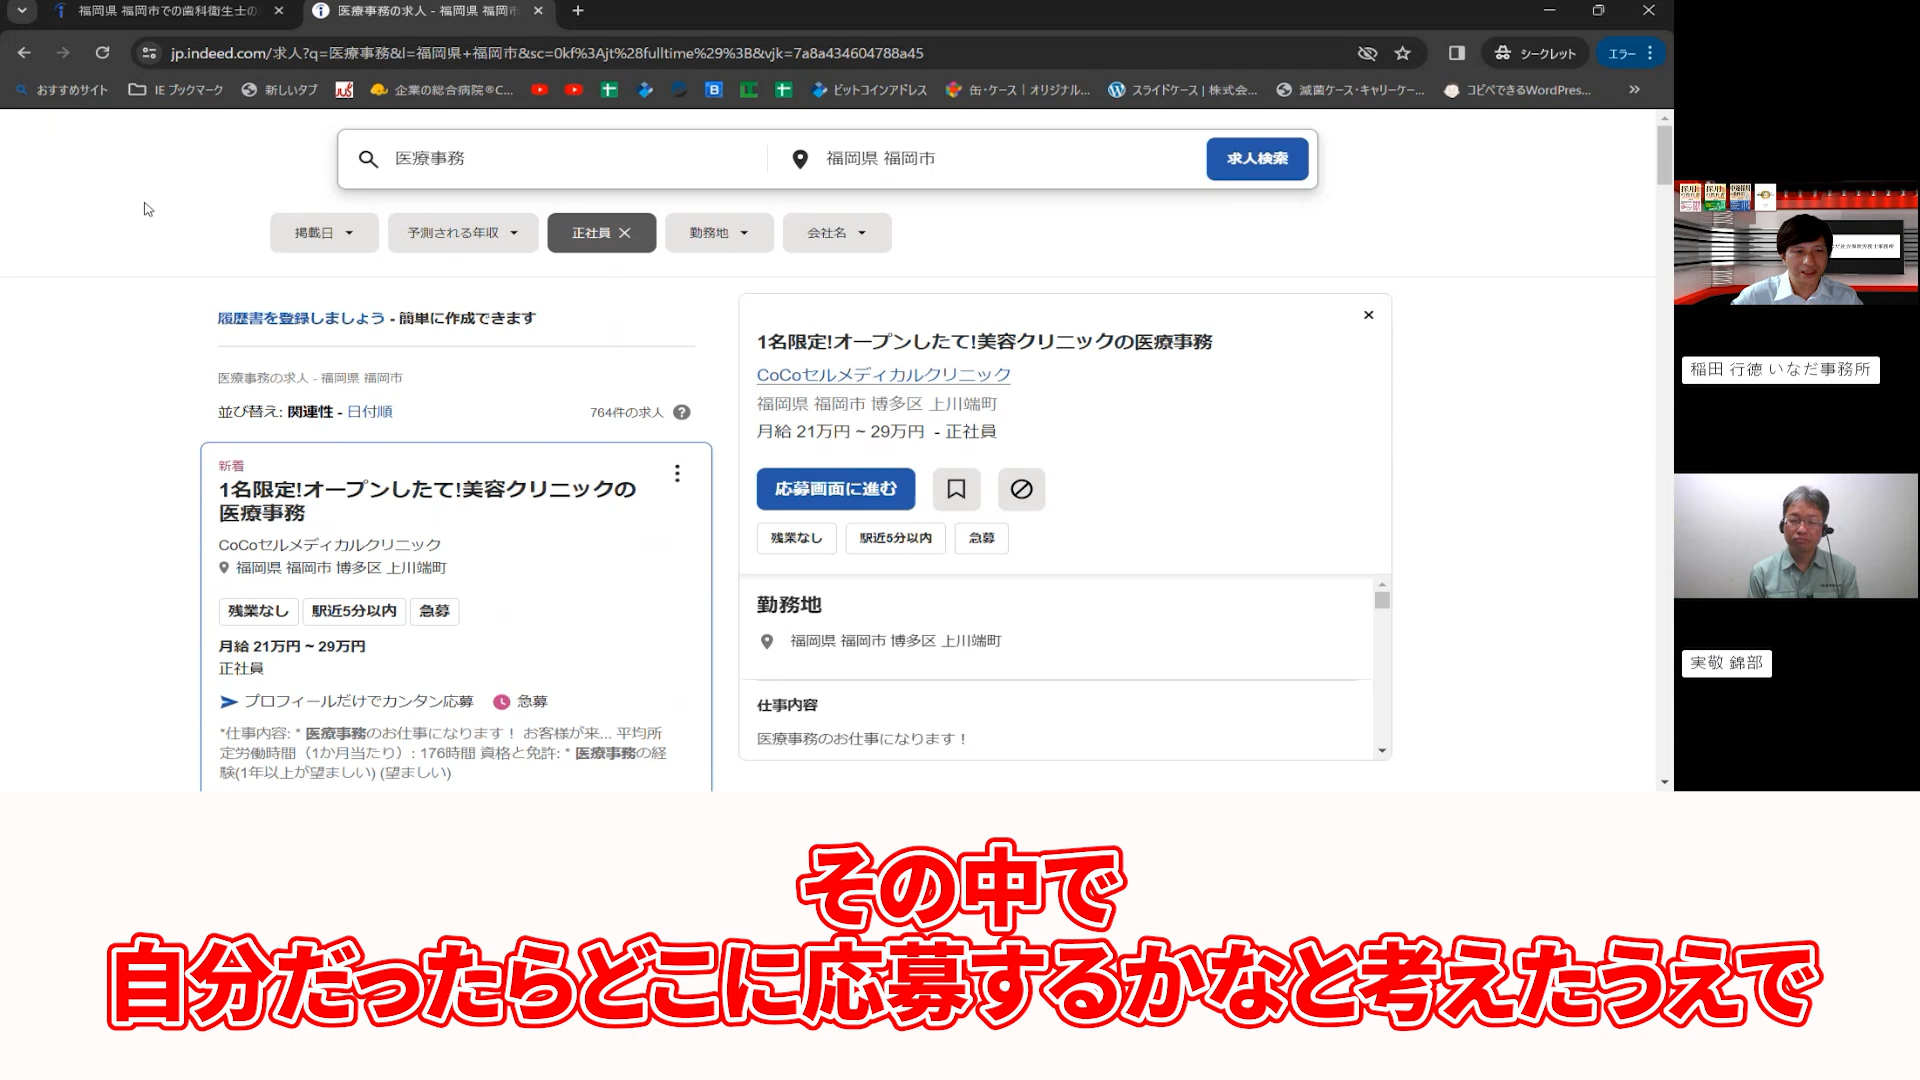 福岡県 福岡市での歯科衛生士の
医療事務の求人 - 福岡県 福岡市
jp.indeed.com/求人?q=医療事務&l=福岡県+福岡市&sc=0kf%3Ajt%28fulltime%29%3B&vjk=7a8a434604788a45
シークレット
エラー
おすすめサイト
IE ブックマーク
新しいタブ
企業の総合病院®C...
ビットコインアドレス
缶・ケース | オリジナル...
スライドケース | 株式会...
滅菌ケース・キャリーケー...
コピペできるWordPres...
医療事務
福岡県 福岡市
求人検索
掲載日
予測される年収
正社員
勤務地
会社名
履歴書を登録しましょう - 簡単に作成できます
医療事務の求人 - 福岡県 福岡市
並び替え: 関連性 - 日付順
764件の求人
新着
1名限定!オープンしたて!美容クリニックの
医療事務
CoCoセルメディカルクリニック
福岡県 福岡市 博多区 上川端町
残業なし
駅近5分以内
急募
月給 21万円 ~ 29万円
正社員
プロフィールだけでカンタン応募
急募
*仕事内容: * 医療事務のお仕事になります！ お客様が来... 平均所
定労働時間（1か月当たり）: 176時間 資格と免許: * 医療事務の経
験(1年以上が望ましい) (望ましい)
1名限定!オープンしたて!美容クリニックの医療事務
CoCoセルメディカルクリニック
福岡県 福岡市 博多区 上川端町
月給 21万円 ~ 29万円 - 正社員
応募画面に進む
残業なし
駅近5分以内
急募
勤務地
福岡県 福岡市 博多区 上川端町
仕事内容
医療事務のお仕事になります！
稲田 行徳 いなだ事務所
実敬 錦部
その中で
自分だったらどこに応募するかなと考えたうえで